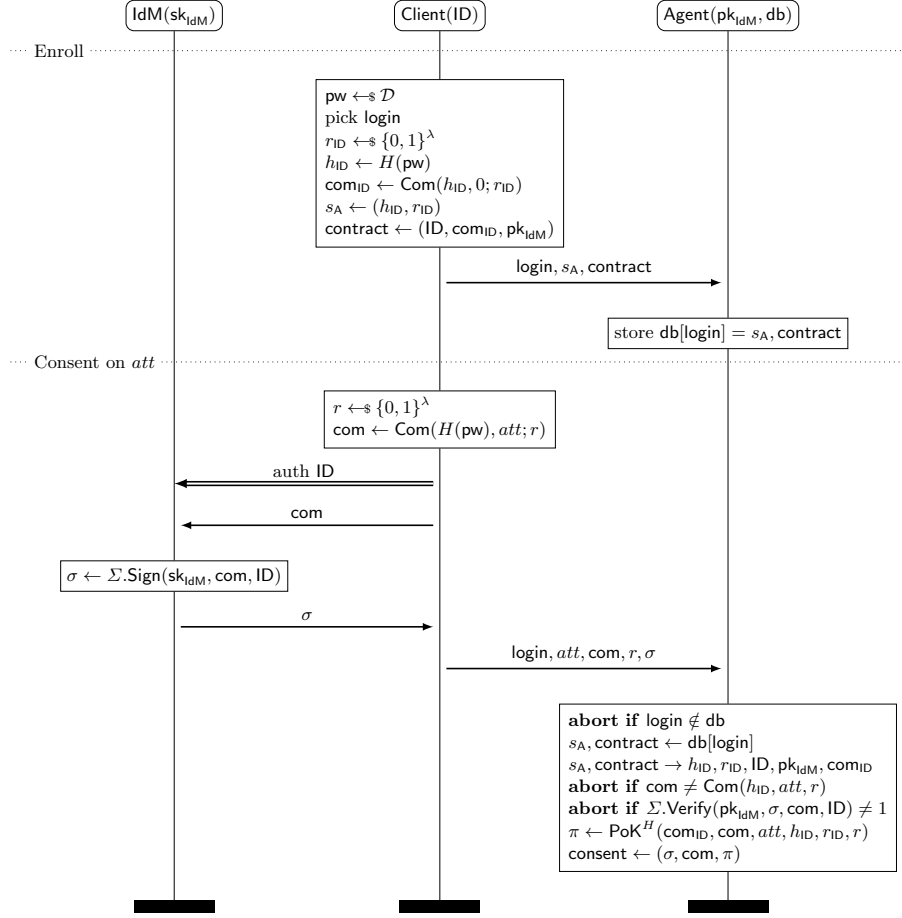 IdM(sk_IdM) Client(ID) Agent(pk_IdM, db)
Enroll
pw ←$ 𝒟
pick login
r_ID ←$ {0, 1}^λ
h_ID ← H(pw)
com_ID ← Com(h_ID, 0; r_ID)
s_A ← (h_ID, r_ID)
contract ← (ID, com_ID, pk_IdM)
login, s_A, contract
store db[login] = s_A, contract
Consent on att
r ←$ {0, 1}^λ
com ← Com(H(pw), att; r)
auth ID
com
σ ← Σ.Sign(sk_IdM, com, ID)
σ
login, att, com, r, σ
abort if login ∉ db
s_A, contract ← db[login]
s_A, contract → h_ID, r_ID, ID, pk_IdM, com_ID
abort if com ≠ Com(h_ID, att, r)
abort if Σ.Verify(pk_IdM, σ, com, ID) ≠ 1
π ← PoK^H(com_ID, com, att, h_ID, r_ID, r)
consent ← (σ, com, π)